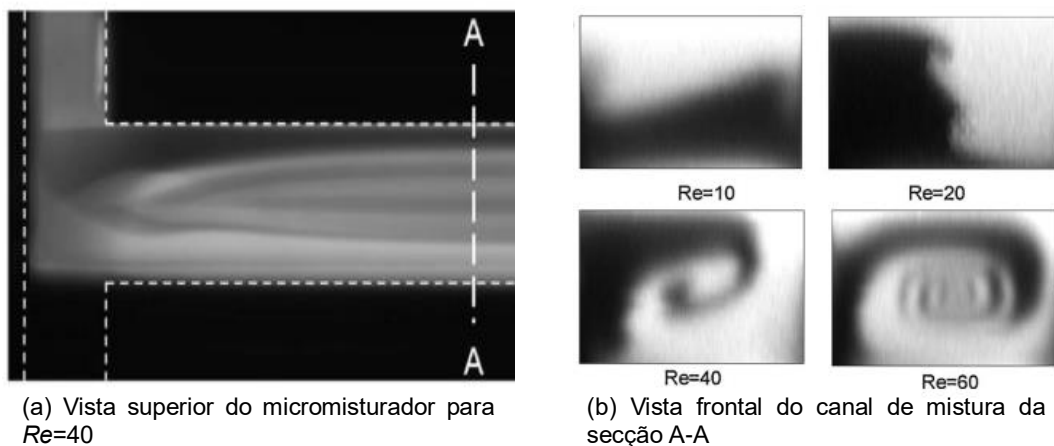 A
A
(a) Vista superior do micromisturador para
Re=40
Re=10
Re=20
Re=40
Re=60
(b) Vista frontal do canal de mistura da
secção A-A